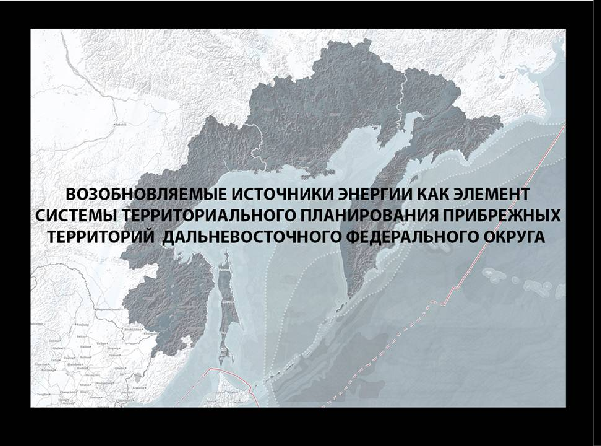 ВОЗОБНОВЛЯЕМЫЕ ИСТОЧНИКИ ЭНЕРГИИ КАК ЭЛЕМЕНТ
СИСТЕМЫ ТЕРРИТОРИАЛЬНОГО ПЛАНИРОВАНИЯ ПРИБРЕЖНЫХ
ТЕРРИТОРИЙ ДАЛЬНЕВОСТОЧНОГО ФЕДЕРАЛЬНОГО ОКРУГА